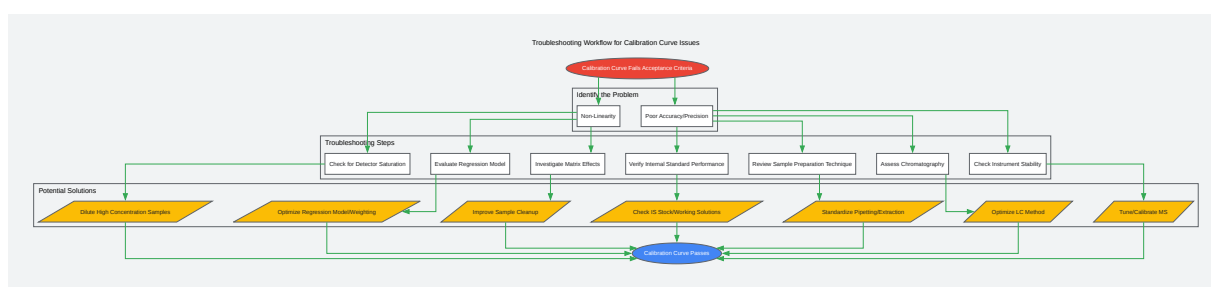 Troubleshooting Workflow for Calibration Curve Issues
Calibration Curve Fails Acceptance Criteria
Identify the Problem
Non-Linearity
Poor Accuracy/Precision
Troubleshooting Steps
Check for Detector Saturation
Evaluate Regression Model
Investigate Matrix Effects
Verify Internal Standard Performance
Review Sample Preparation Technique
Assess Chromatography
Check Instrument Stability
Potential Solutions
Dilute High Concentration Samples
Optimize Regression Model/Weighting
Improve Sample Cleanup
Check IS Stock/Working Solutions
Standardize Pipetting/Extraction
Optimize LC Method
Tune/Calibrate MS
Calibration Curve Passes